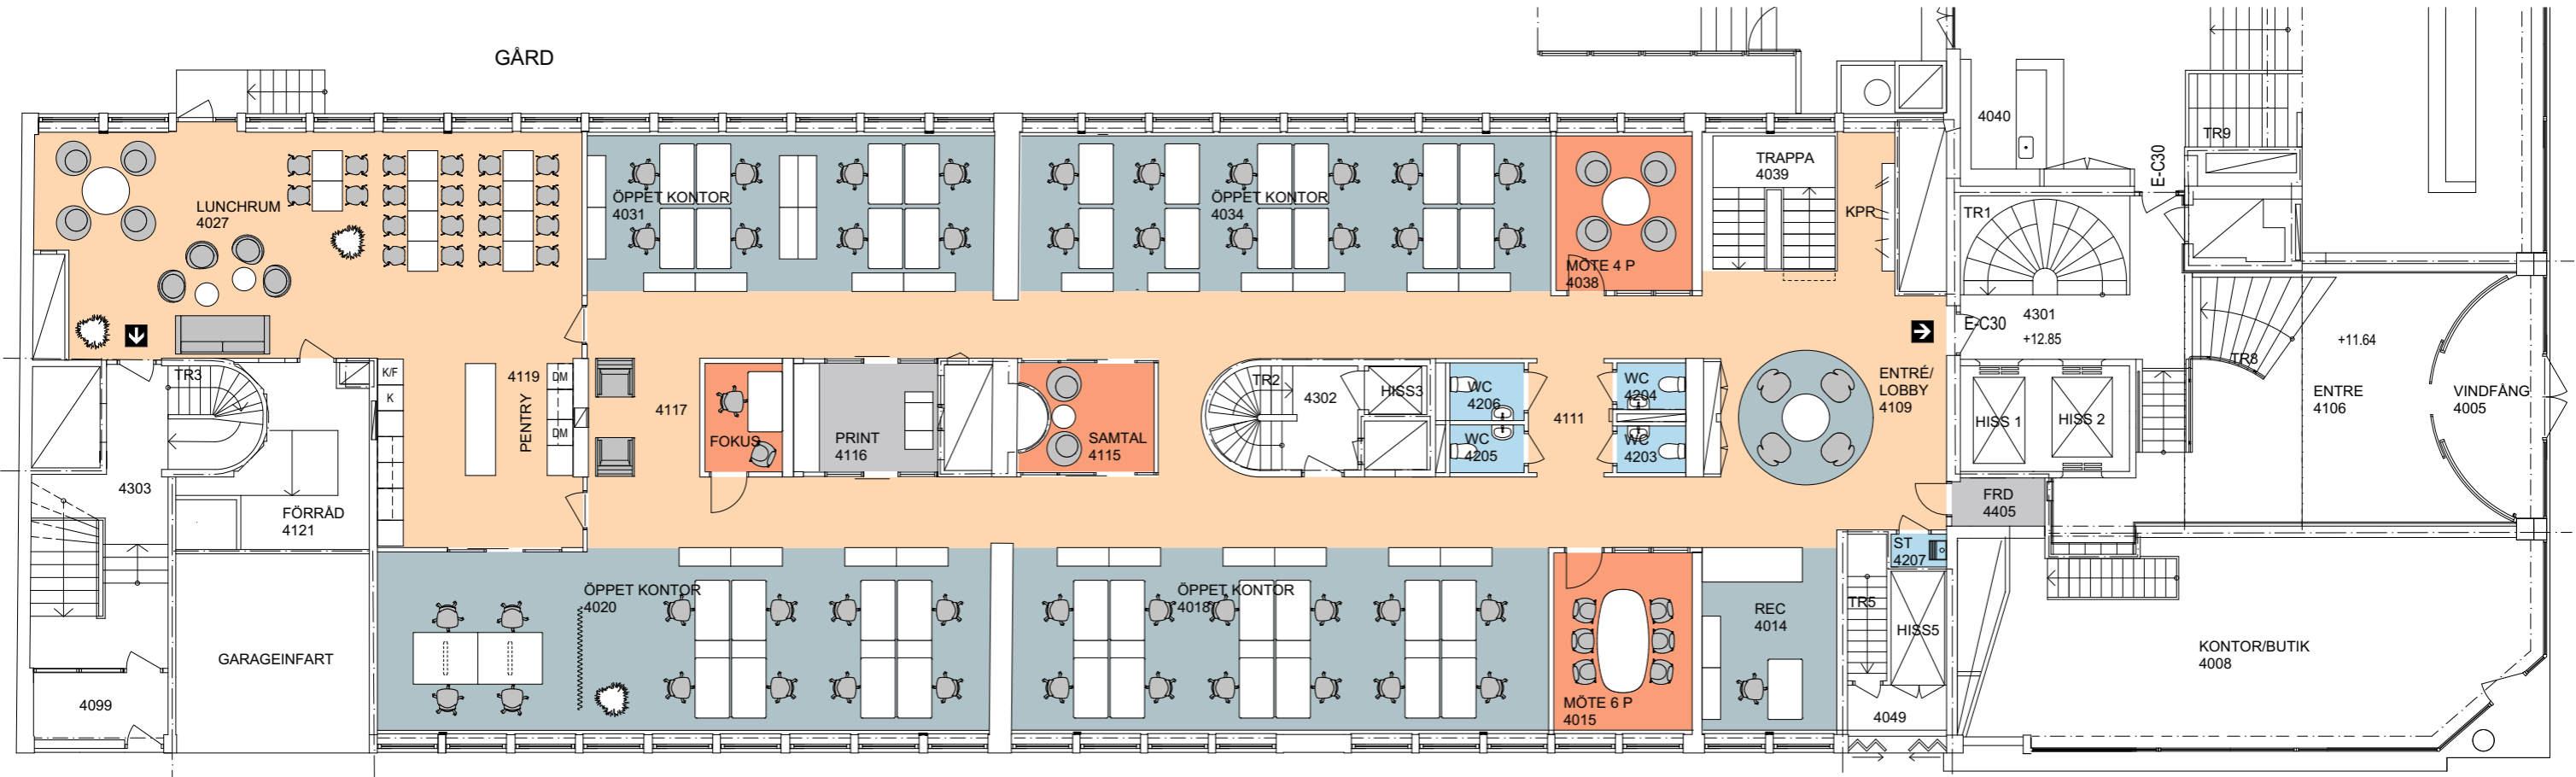 GÅRD
LUNCHRUM
4027
ÖPPET KONTOR
4031
ÖPPET KONTOR
4034
MÖTE 4 P
4038
TRAPPA
4039
KPR
4040
TR1
E-C30
TR9
4301
+12.85
E-C30
TR8
+11.64
ENTRE
4106
VINDFÅNG
4005
TR3
K/F
K
4119
PENTRY
DM
DM
4117
FOKUS
PRINT
4116
SAMTAL
4115
TR2
4302
HISS3
WC
4206
WC
4205
4111
WC
4204
WC
4203
ENTRÉ/
LOBBY
4109
HISS 1
HISS 2
4303
FÖRRÅD
4121
FRD
4405
ST
4207
GARAGEINFART
4099
ÖPPET KONTOR
4020
ÖPPET KONTOR
4018
MÖTE 6 P
4015
REC
4014
TR5
HISS5
4049
KONTOR/BUTIK
4008